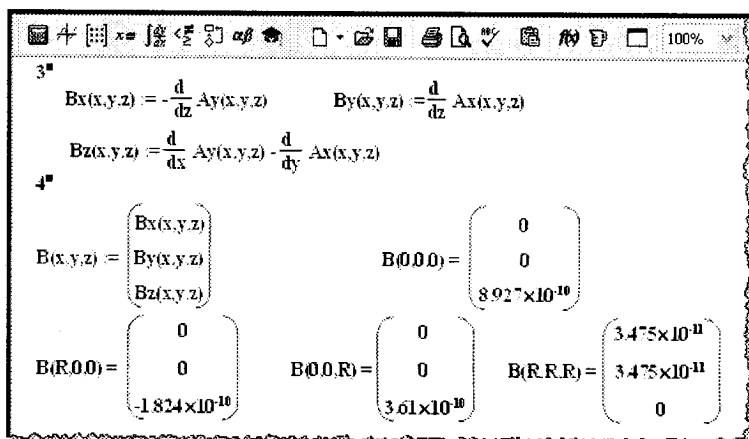 100%
3
Bx(x,y,z) := -d/dz Ay(x,y,z) By(x,y,z) := d/dz Ax(x,y,z)
Bz(x,y,z) := d/dx Ay(x,y,z) - d/dy Ax(x,y,z)
4
B(x,y,z) := (Bx(x,y,z) By(x,y,z) Bz(x,y,z)) B(0,0,0) = (0 0 8.927×10^-10)
B(R,0,0) = (0 0 -1.824×10^-10) B(0,0,R) = (0 0 3.61×10^-10) B(R,R,R) = (3.475×10^-11 3.475×10^-11 0)